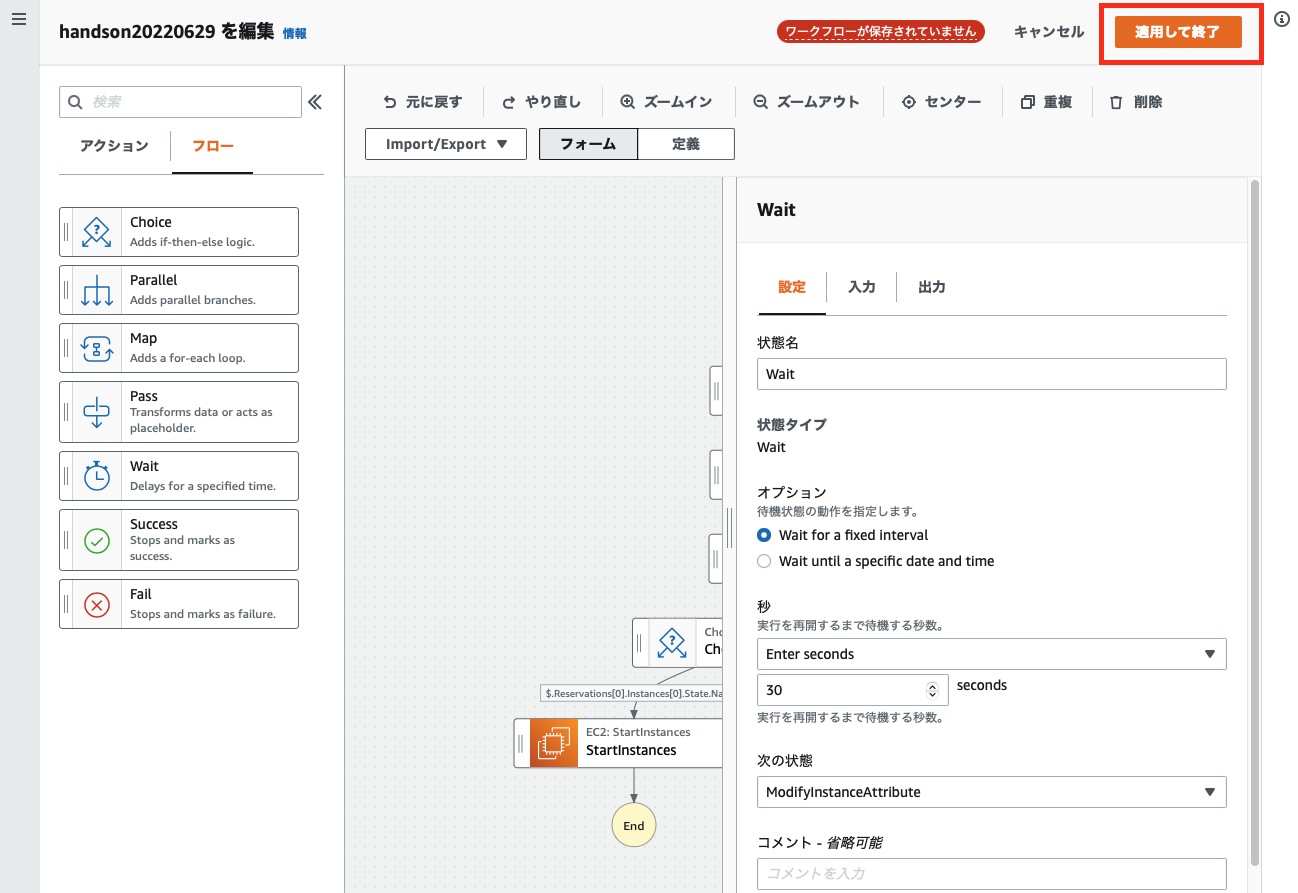 handson20220629 を編集 情報
ワークフローが保存されていません
キャンセル
適用して終了
検索
アクション
フロー
Choice
Adds if-then-else logic.
Parallel
Adds parallel branches.
Map
Adds a for-each loop.
Pass
Transforms data or acts as
placeholder.
Wait
Delays for a specified time.
Success
Stops and marks as
success.
Fail
Stops and marks as failure.
元に戻す
やり直し
ズームイン
ズームアウト
センター
重複
削除
Import/Export
フォーム
定義
Cho
Ch
$.Reservations[0].Instances[0].State.Na
EC2: StartInstances
StartInstances
End
Wait
設定
入力
出力
状態名
Wait
状態タイプ
Wait
オプション
待機状態の動作を指定します。
Wait for a fixed interval
Wait until a specific date and time
秒
実行を再開するまで待機する秒数。
Enter seconds
30
seconds
実行を再開するまで待機する秒数。
次の状態
ModifyInstanceAttribute
コメント - 省略可能
コメントを入力